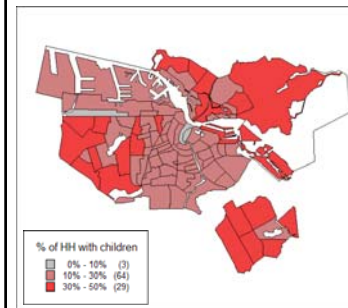 % of HH with children
0% - 10% (3)
10% - 30% (64)
30% - 50% (29)